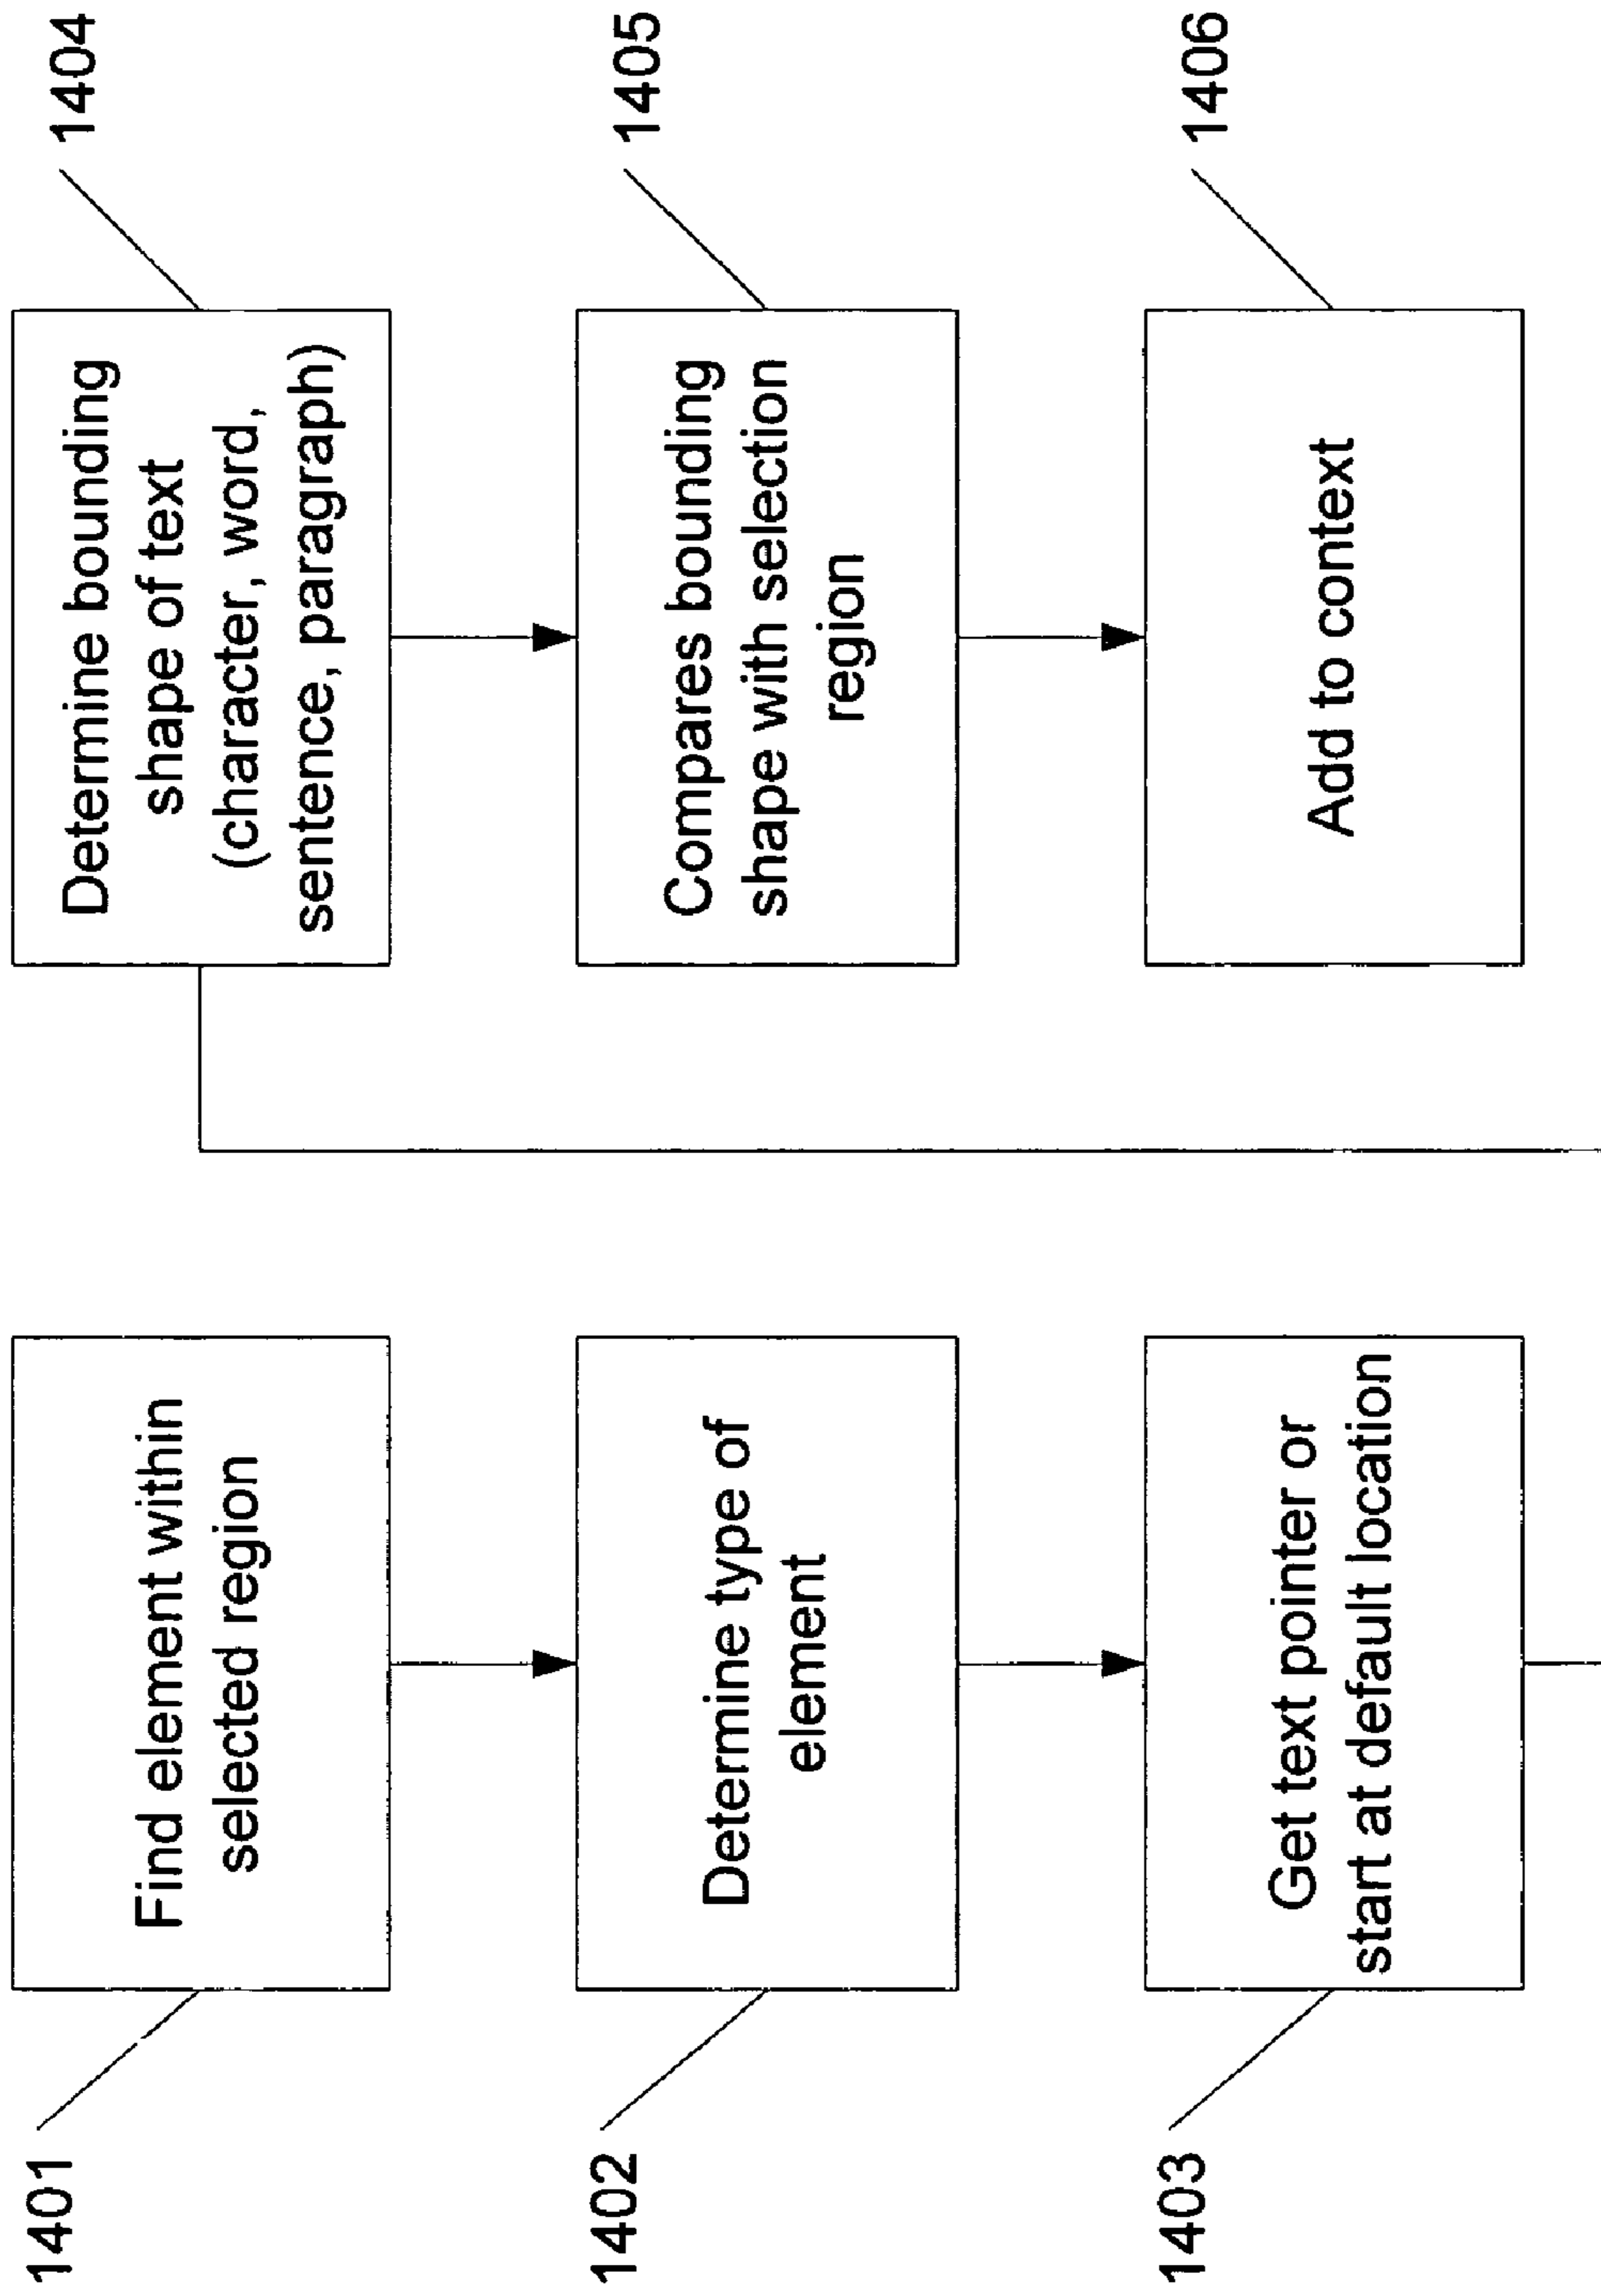 1401
Find element within
selected region
1402
Determine type of
element
1403
Get text pointer or
start at default location
1404
Determine bounding
shape of text
(character, word,
sentence, paragraph)
1405
Compares bounding
shape with selection
region
1406
Add to context